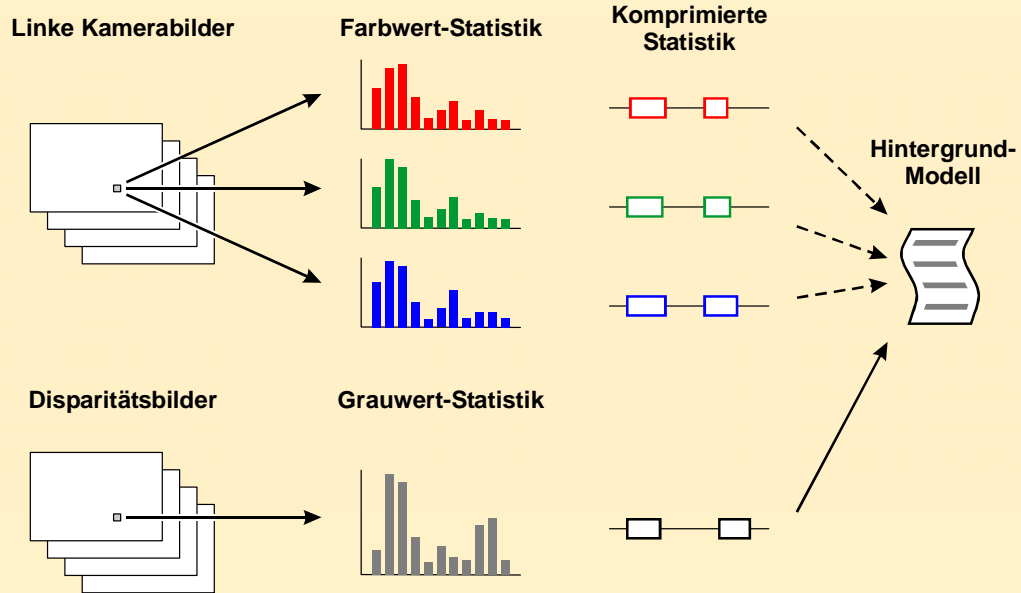 Linke Kamerabilder
Farbwert-Statistik
Komprimierte
Statistik
Hintergrund-
Modell
Disparitätsbilder
Grauwert-Statistik